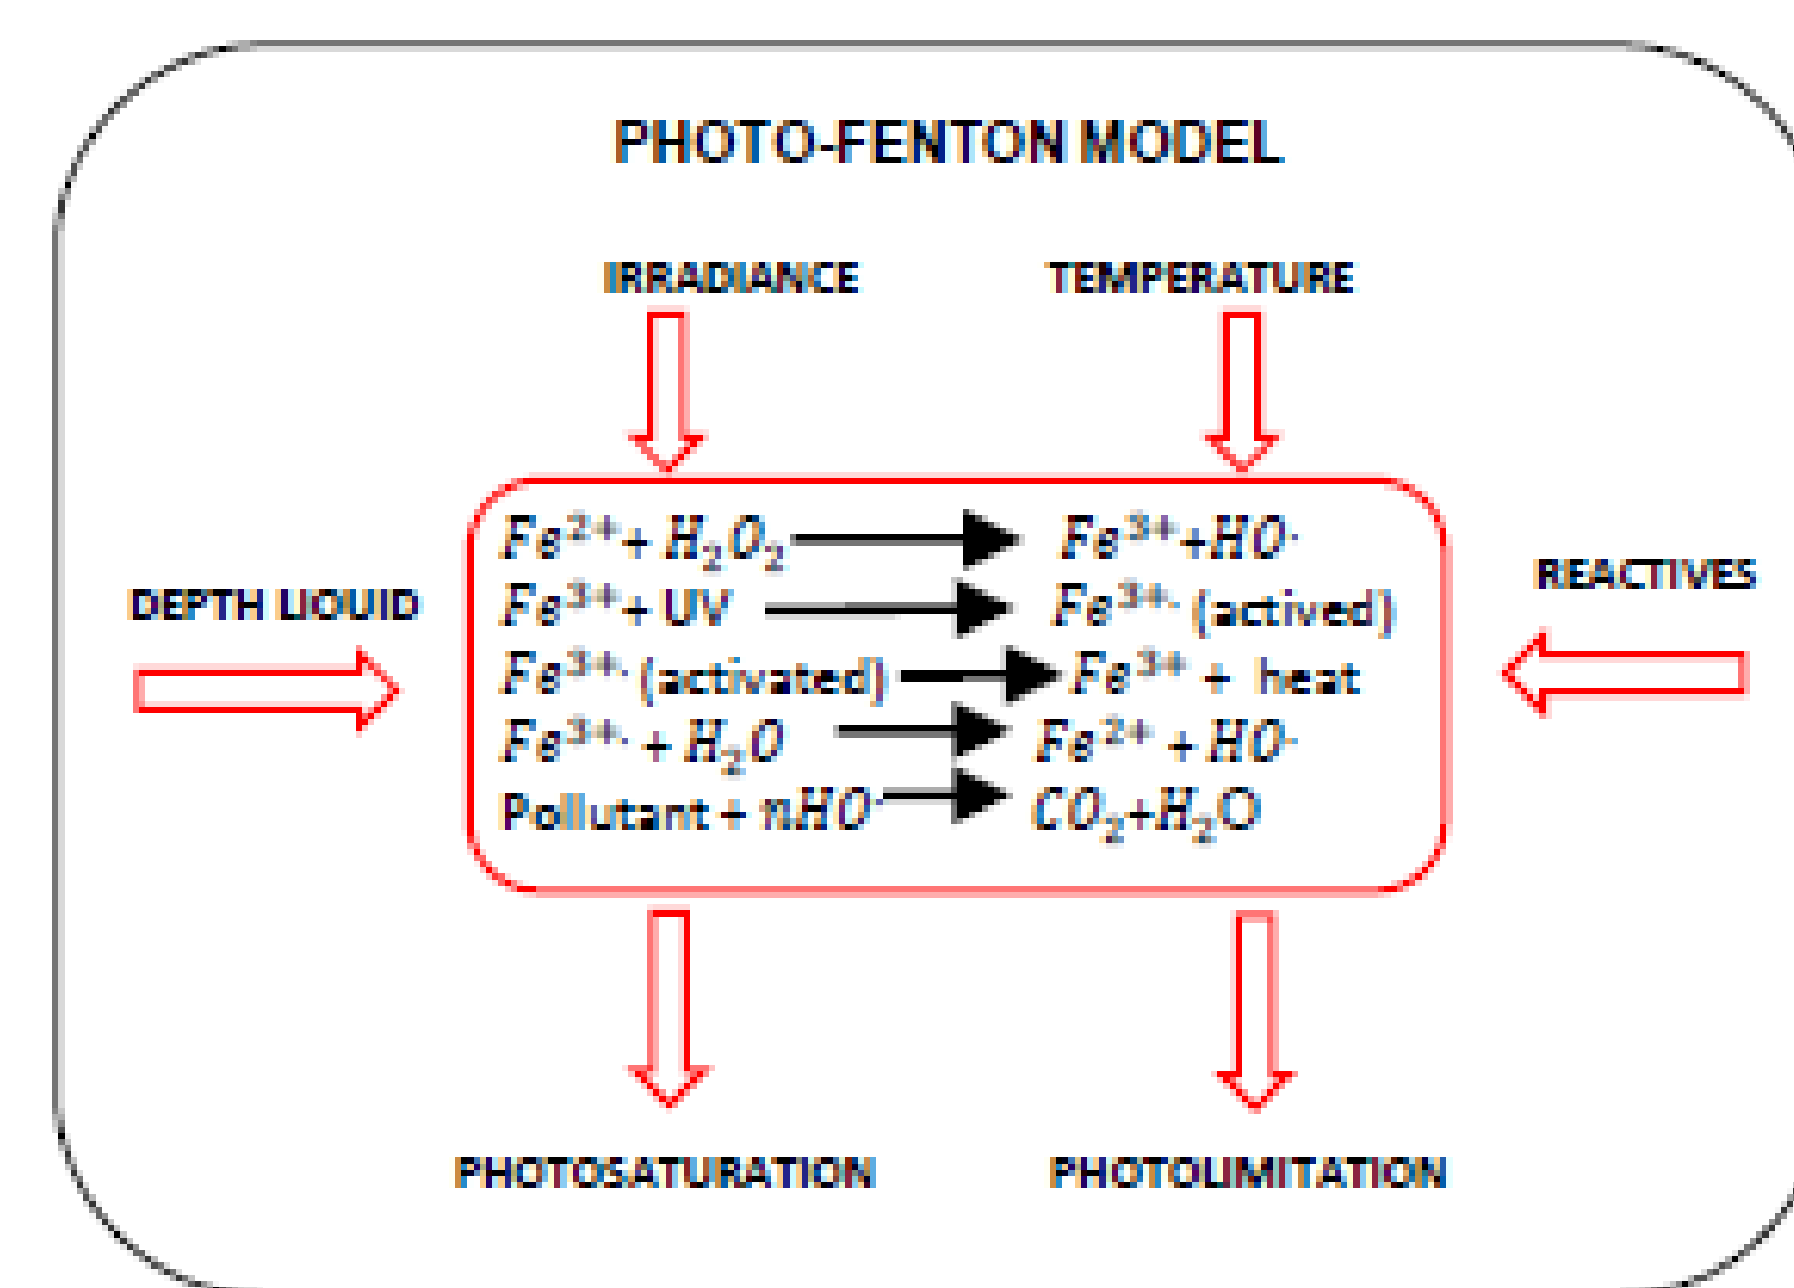 PHOTO-FENTON MODEL
IRRADIANCE TEMPERATURE
Fe²⁺+ H₂O₂ → Fe³⁺+HO·
REACTIVES
DEPTH LIQUID
Fe³⁺+ UV → Fe³⁺· (actived)
Fe³⁺· (activated) → Fe³⁺ + heat
Fe³⁺· + H₂O → Fe²⁺ + HO·
Pollutant + nHO· → CO₂+H₂O
PHOTOSATURATION PHOTOLIMITATION